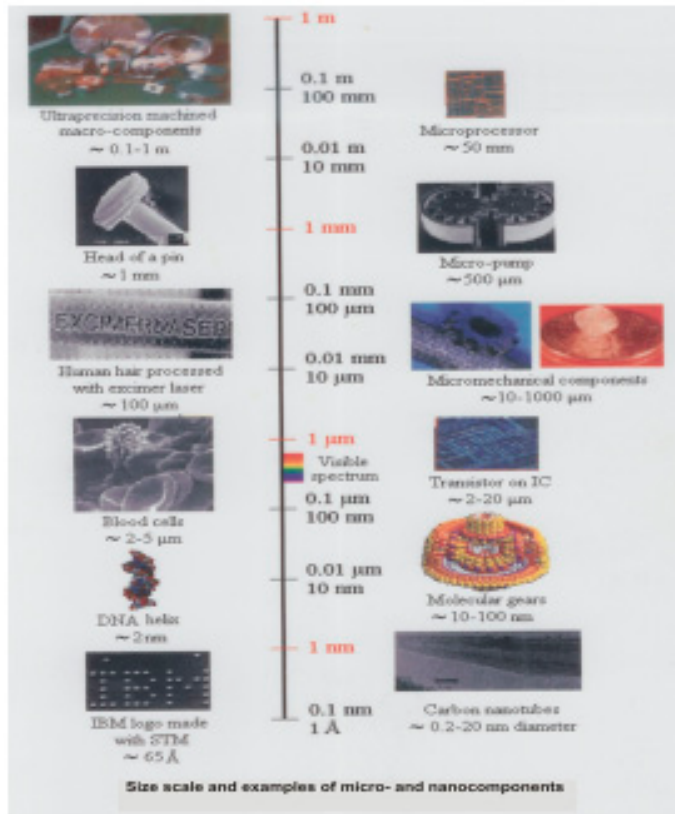 1 m
Ultraprecision machined
macro-components
~ 0.1-1 m
0.1 m
100 mm
Microprocessor
~ 50 mm
0.01 m
10 mm
Head of a pin
~ 1 mm
1 mm
Micro-pump
~ 500 µm
0.1 mm
100 µm
EXCIMER LASER
Human hair processed
with excimer laser
~ 100 µm
0.01 mm
10 µm
Micromechanical components
~ 10-1000 µm
1 µm
Visible
spectrum
Blood cells
~ 2-5 µm
0.1 µm
100 nm
Transistor on IC
~ 2-20 µm
DNA helix
~ 2 nm
0.01 µm
10 nm
Molecular gears
~ 10-100 nm
1 nm
IBM
IBM logo made
with STM
~ 65 Å
0.1 nm
1 Å
Carbon nanotubes
~ 0.2-20 nm diameter
Size scale and examples of micro- and nanocomponents